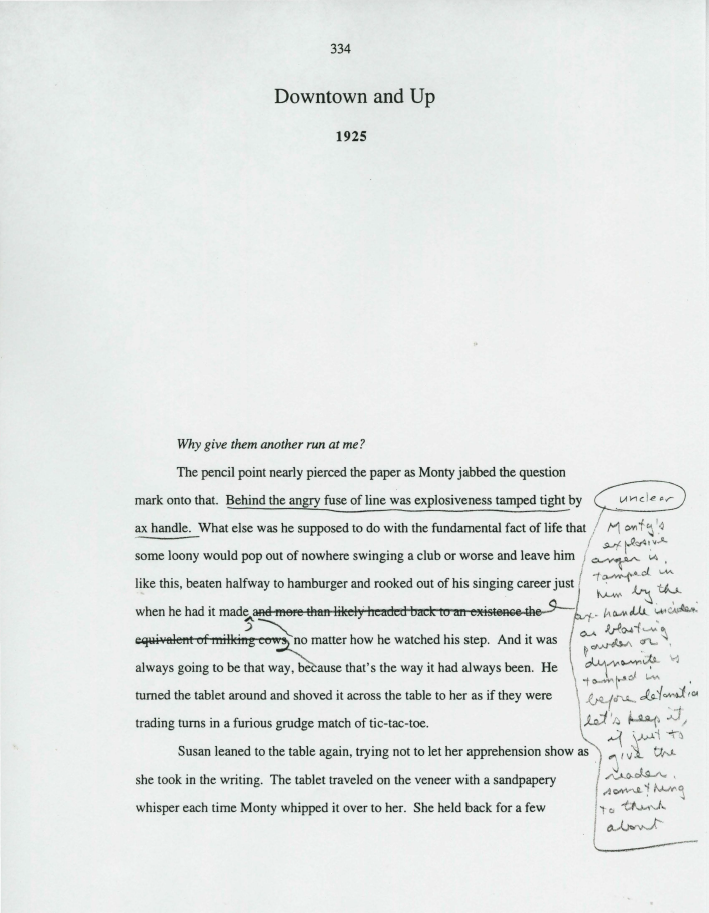 334
Downtown and Up
1925
Why give them another run at me?
The pencil point nearly pierced the paper as Monty jabbed the question
mark onto that. Behind the angry fuse of line was explosiveness tamped tight by
ax handle. What else was he supposed to do with the fundamental fact of life that
some loony would pop out of nowhere swinging a club or worse and leave him
like this, beaten halfway to hamburger and rooked out of his singing career just
when he had it made and more than likely headed back to an existence the
equivalent of milking cows, no matter how he watched his step. And it was
always going to be that way, because that's the way it had always been. He
turned the tablet around and shoved it across the table to her as if they were
trading turns in a furious grudge match of tic-tac-toe.
Susan leaned to the table again, trying not to let her apprehension show as
she took in the writing. The tablet traveled on the veneer with a sandpapery
whisper each time Monty whipped it over to her. She held back for a few
unclear
Monty's
explosive
anger is
tamped in
him by the
ax-handle inciden
as blasting
powder or
dynamite is
tamped in
before detonation
let's keep it,
if just to
give the
reader
something
to think
about